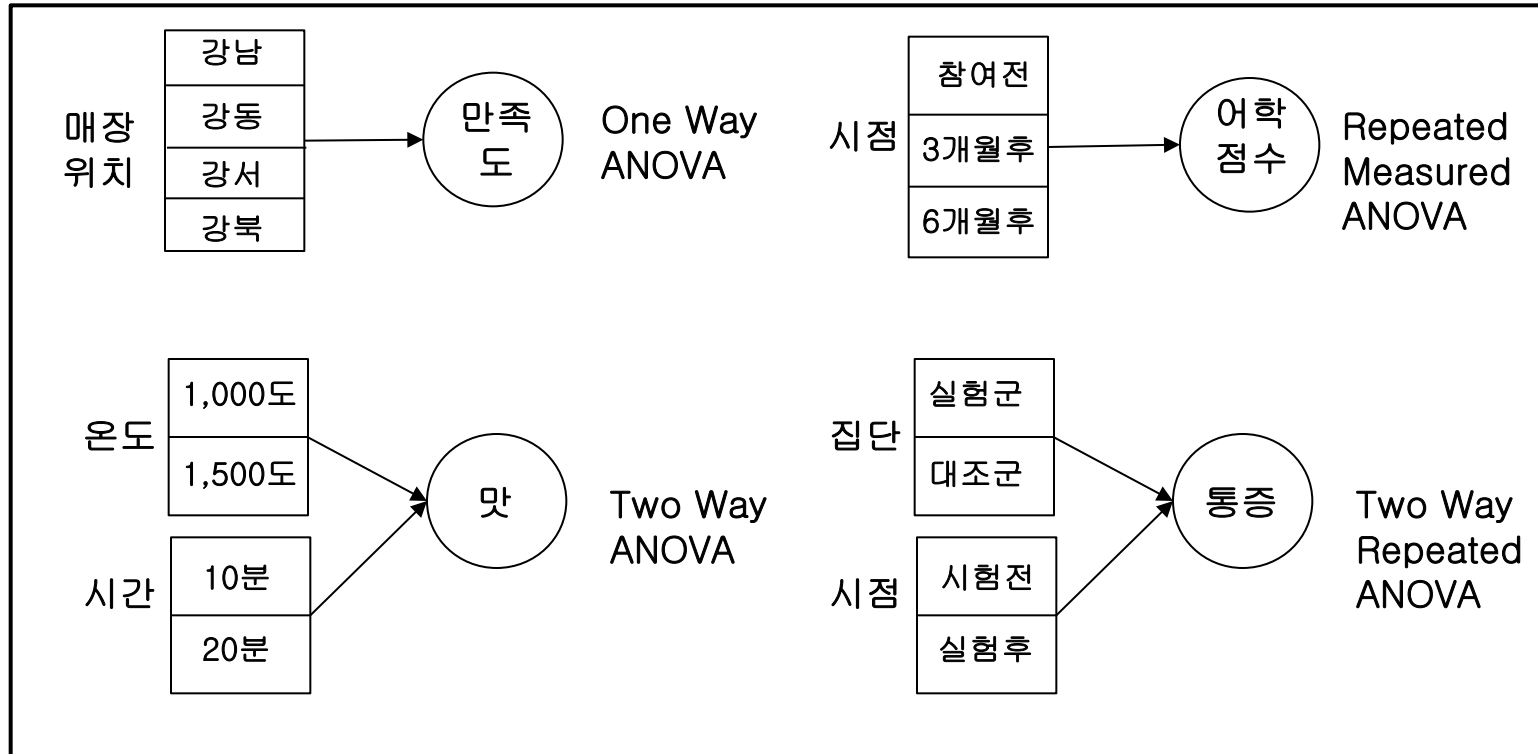 매장
위치
강남
강동
강서
강북
만족
도
One Way
ANOVA
시점
참여전
3개월후
6개월후
어학
점수
Repeated
Measured
ANOVA
온도
1,000도
1,500도
시간
10분
20분
맛
Two Way
ANOVA
집단
실험군
대조군
시점
시험전
실험후
통증
Two Way
Repeated
ANOVA